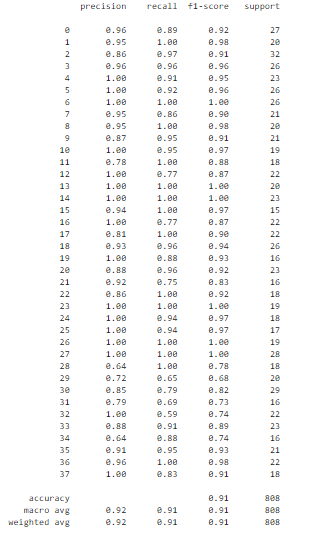 precision recall f1-score support
0 0.96 0.89 0.92 27
1 0.95 1.00 0.98 20
2 0.86 0.97 0.91 32
3 0.96 0.96 0.96 26
4 1.00 0.91 0.95 23
5 1.00 0.92 0.96 26
6 1.00 1.00 1.00 26
7 0.95 0.86 0.90 21
8 0.95 1.00 0.98 20
9 0.87 0.95 0.91 21
10 1.00 0.95 0.97 19
11 0.78 1.00 0.88 18
12 1.00 0.77 0.87 22
13 1.00 1.00 1.00 20
14 1.00 1.00 1.00 23
15 0.94 1.00 0.97 15
16 1.00 0.77 0.87 22
17 0.81 1.00 0.90 22
18 0.93 0.96 0.94 26
19 1.00 0.88 0.93 16
20 0.88 0.96 0.92 23
21 0.92 0.75 0.83 16
22 0.86 1.00 0.92 18
23 1.00 1.00 1.00 19
24 1.00 0.94 0.97 18
25 1.00 0.94 0.97 17
26 1.00 1.00 1.00 19
27 1.00 1.00 1.00 28
28 0.64 1.00 0.78 18
29 0.72 0.65 0.68 20
30 0.85 0.79 0.82 29
31 0.79 0.69 0.73 16
32 1.00 0.59 0.74 22
33 0.88 0.91 0.89 23
34 0.64 0.88 0.74 16
35 0.91 0.95 0.93 21
36 0.96 1.00 0.98 22
37 1.00 0.83 0.91 18
accuracy 0.91 808
macro avg 0.92 0.91 0.91 808
weighted avg 0.92 0.91 0.91 808